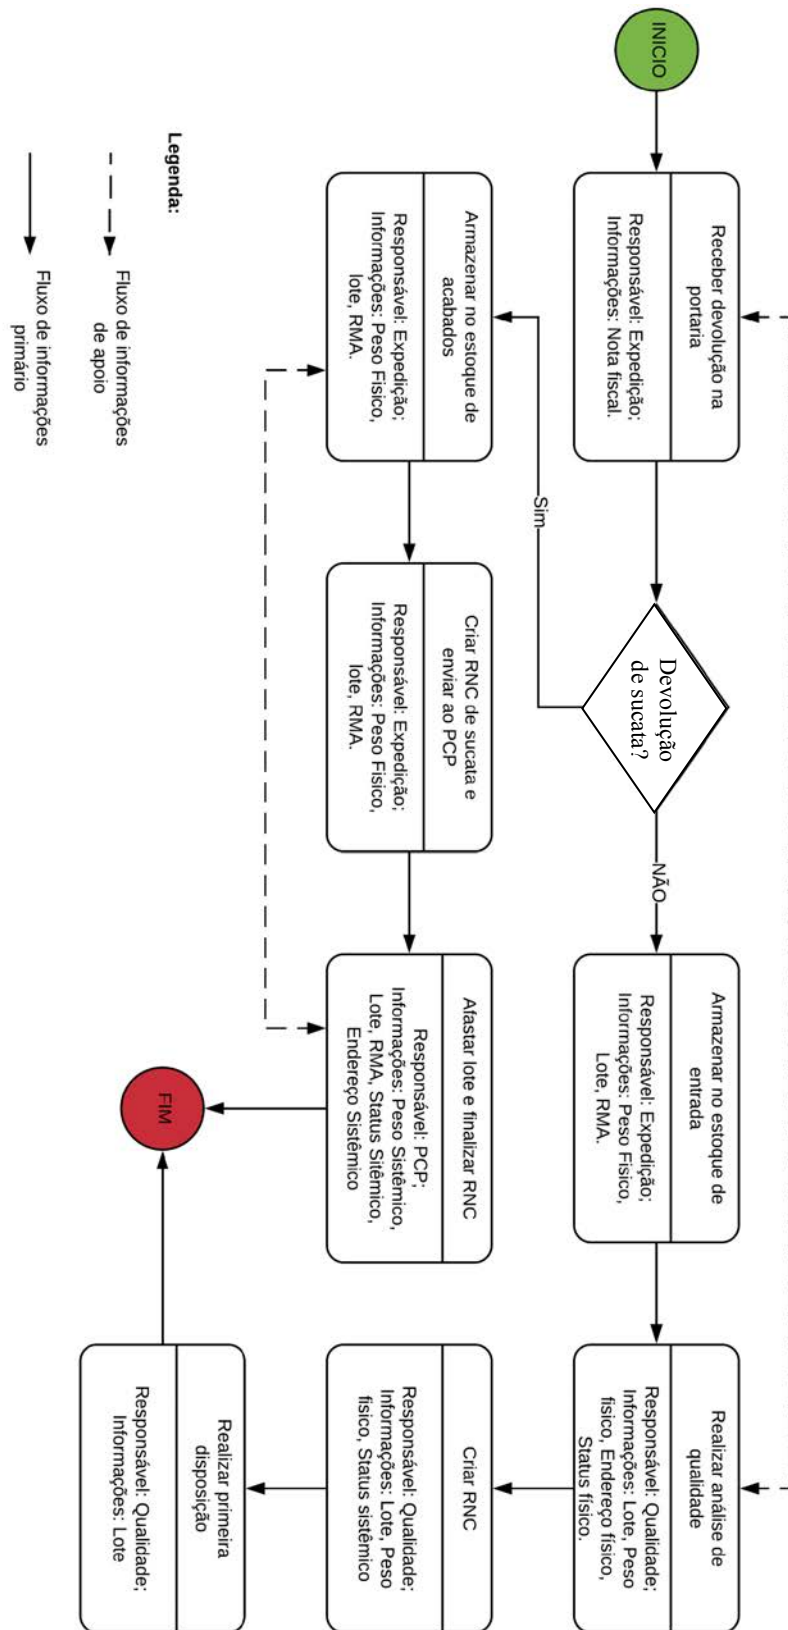 INICIO
Receber devolução na
portaria
Responsável: Expedição;
Informações: Nota fiscal.
Devolução
de sucata?
NÃO
Armazenar no estoque de
entrada
Responsável: Expedição;
Informações: Peso Fisico,
Lote, RMA.
Realizar análise de
qualidade
Responsável: Qualidade;
Informações: Lote, Peso
fisico, Endereço físico,
Status físico.
Sim
Armazenar no estoque de
acabados
Responsável: Expedição;
Informações: Peso Fisico,
lote, RMA.
Criar RNC de sucata e
enviar ao PCP
Responsável: Expedição;
Informações: Peso Fisico,
lote, RMA.
Afastar lote e finalizar RNC
Responsável: PCP;
Informações: Peso Sistêmico,
Lote, RMA, Status Sitêmico,
Endereço Sistêmico
Criar RNC
Responsável: Qualidade;
Informações: Lote, Peso
fisico, Status sistêmico
FIM
Realizar primeira
disposição
Responsável: Qualidade;
Informações: Lote
Legenda:
Fluxo de informações
de apoio
Fluxo de informações
primário